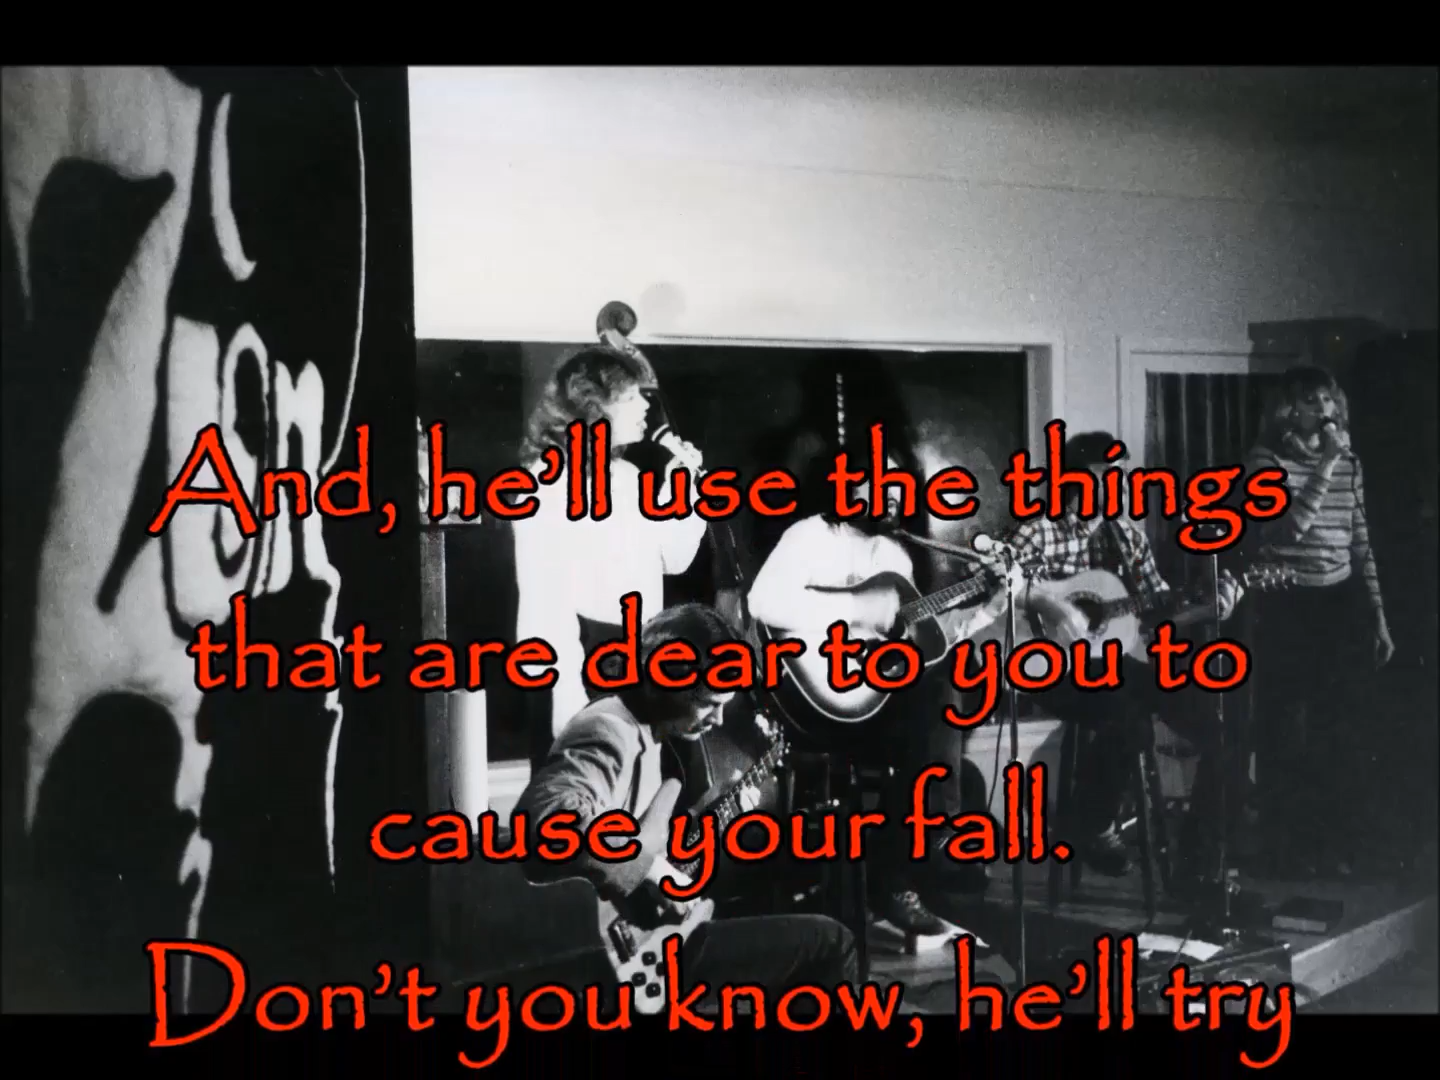 And, he'll use the things
that are dear to you to
cause your fall.
Don't you know, he'll try